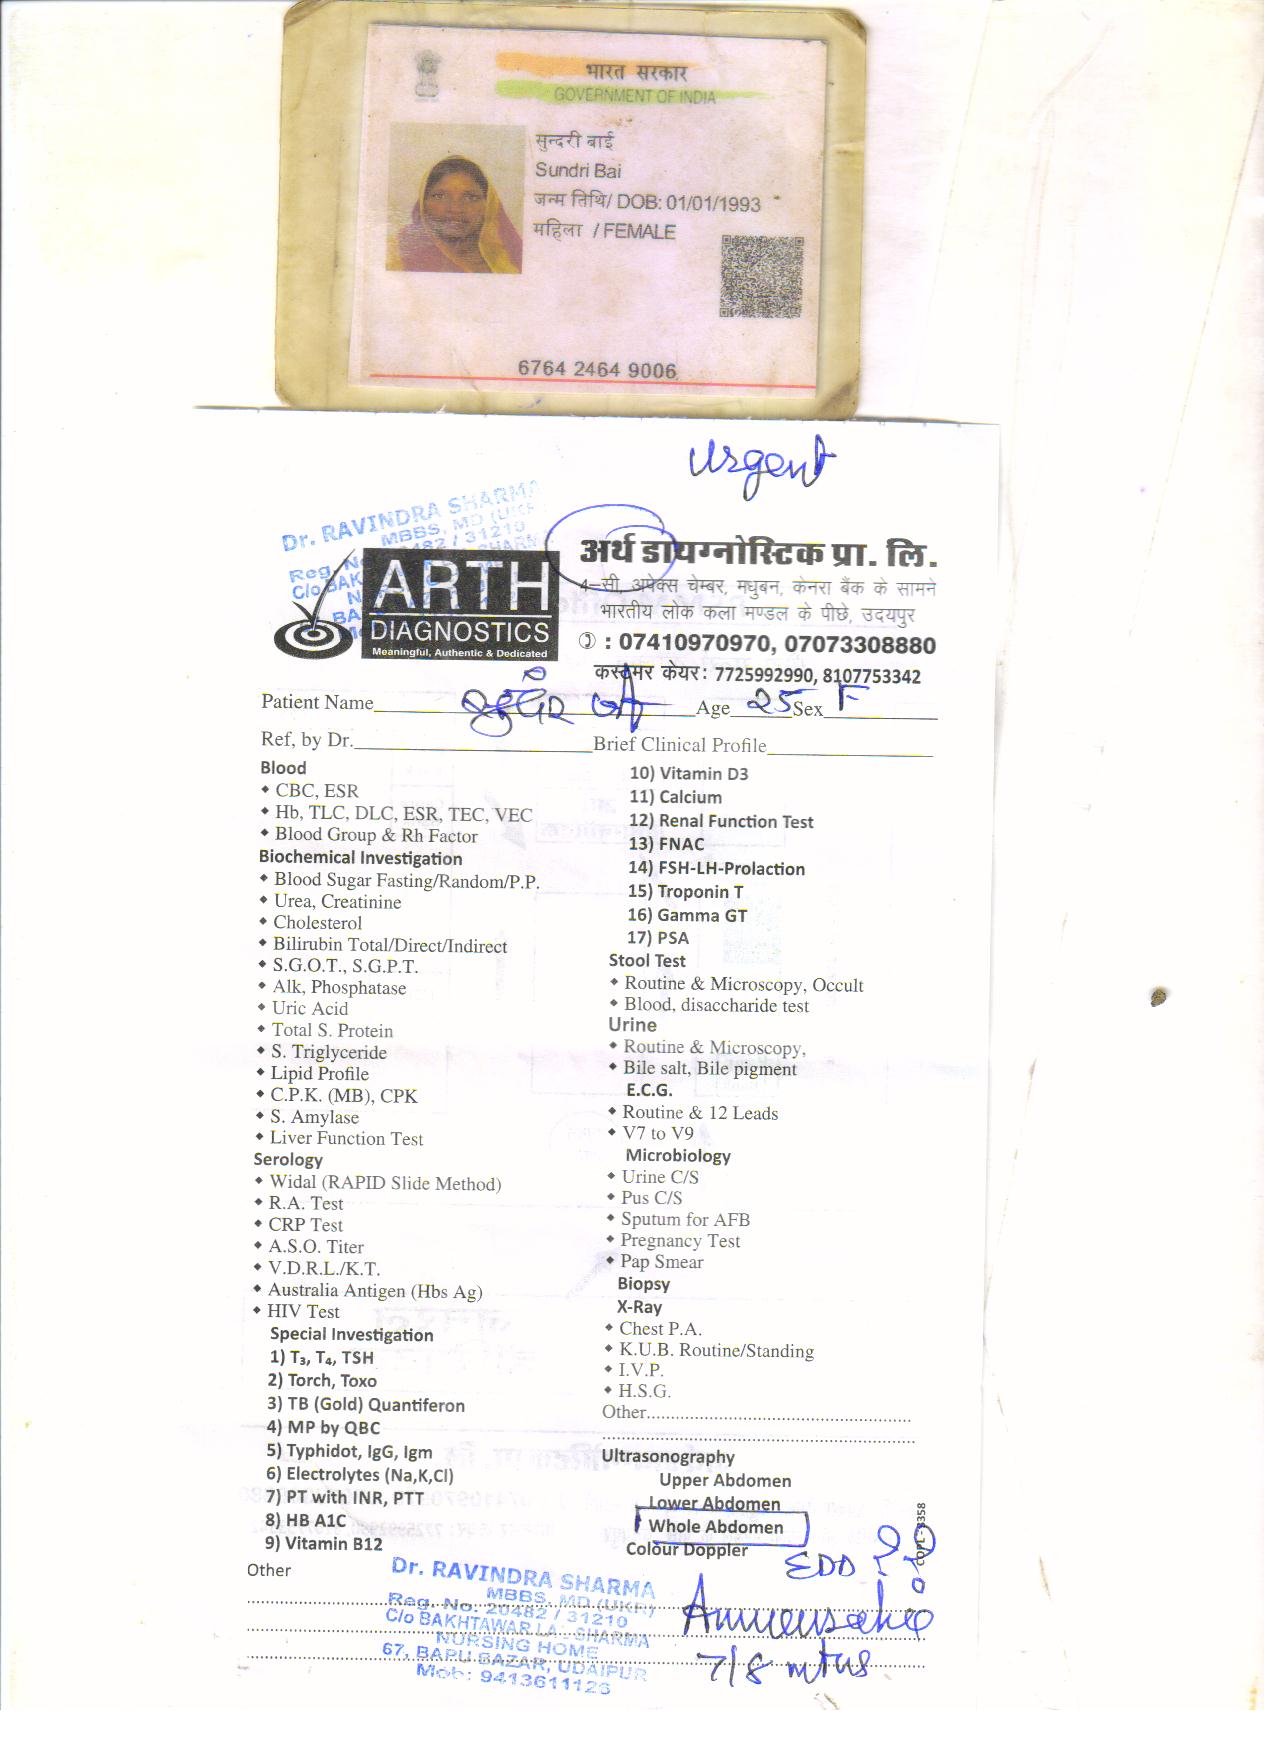 भारत सरकार
GOVERNMENT OF INDIA
सुन्दरी बाई
Sundri Bai
जन्म तिथि/ DOB: 01/01/1993
महिला / FEMALE
6764 2464 9006
Urgent
Dr. RAVINDRA SHARMA
MBBS, MD (UKR)
ARTH
DIAGNOSTICS
Meaningful, Authentic & Dedicated
अर्थ डायग्नोस्टिक प्रा. लि.
4-सी, अपेक्स चेम्बर, मधुबन, केनरा बैंक के सामने
भारतीय लोक कला मण्डल के पीछे, उदयपुर
: 07410970970, 07073308880
कस्टमर केयर: 7725992990, 8107753342
Patient Name Age 25 Sex F
Ref, by Dr. Brief Clinical Profile
Blood
CBC, ESR
Hb, TLC, DLC, ESR, TEC, VEC
Blood Group & Rh Factor
Biochemical Investigation
Blood Sugar Fasting/Random/P.P.
Urea, Creatinine
Cholesterol
Bilirubin Total/Direct/Indirect
S.G.O.T., S.G.P.T.
Alk, Phosphatase
Uric Acid
Total S. Protein
S. Triglyceride
Lipid Profile
C.P.K. (MB), CPK
S. Amylase
Liver Function Test
Serology
Widal (RAPID Slide Method)
R.A. Test
CRP Test
A.S.O. Titer
V.D.R.L./K.T.
Australia Antigen (Hbs Ag)
HIV Test
Special Investigation
1) T₃, T₄, TSH
2) Torch, Toxo
3) TB (Gold) Quantiferon
4) MP by QBC
5) Typhidot, IgG, Igm
6) Electrolytes (Na,K,Cl)
7) PT with INR, PTT
8) HB A1C
9) Vitamin B12
Other
10) Vitamin D3
11) Calcium
12) Renal Function Test
13) FNAC
14) FSH-LH-Prolaction
15) Troponin T
16) Gamma GT
17) PSA
Stool Test
Routine & Microscopy, Occult
Blood, disaccharide test
Urine
Routine & Microscopy,
Bile salt, Bile pigment
E.C.G.
Routine & 12 Leads
V7 to V9
Microbiology
Urine C/S
Pus C/S
Sputum for AFB
Pregnancy Test
Pap Smear
Biopsy
X-Ray
Chest P.A.
K.U.B. Routine/Standing
I.V.P.
H.S.G.
Other
Ultrasonography
Upper Abdomen
Lower Abdomen
Whole Abdomen
Colour Doppler
EDD ??
7/8 mths
Dr. RAVINDRA SHARMA
MBBS, MD (UKR)
Reg. No: 20482 / 31210
C/o BAKHTAWAR LAL SHARMA
NURSING HOME
67, BAPU BAZAR, UDAIPUR
Mob: 9413611123